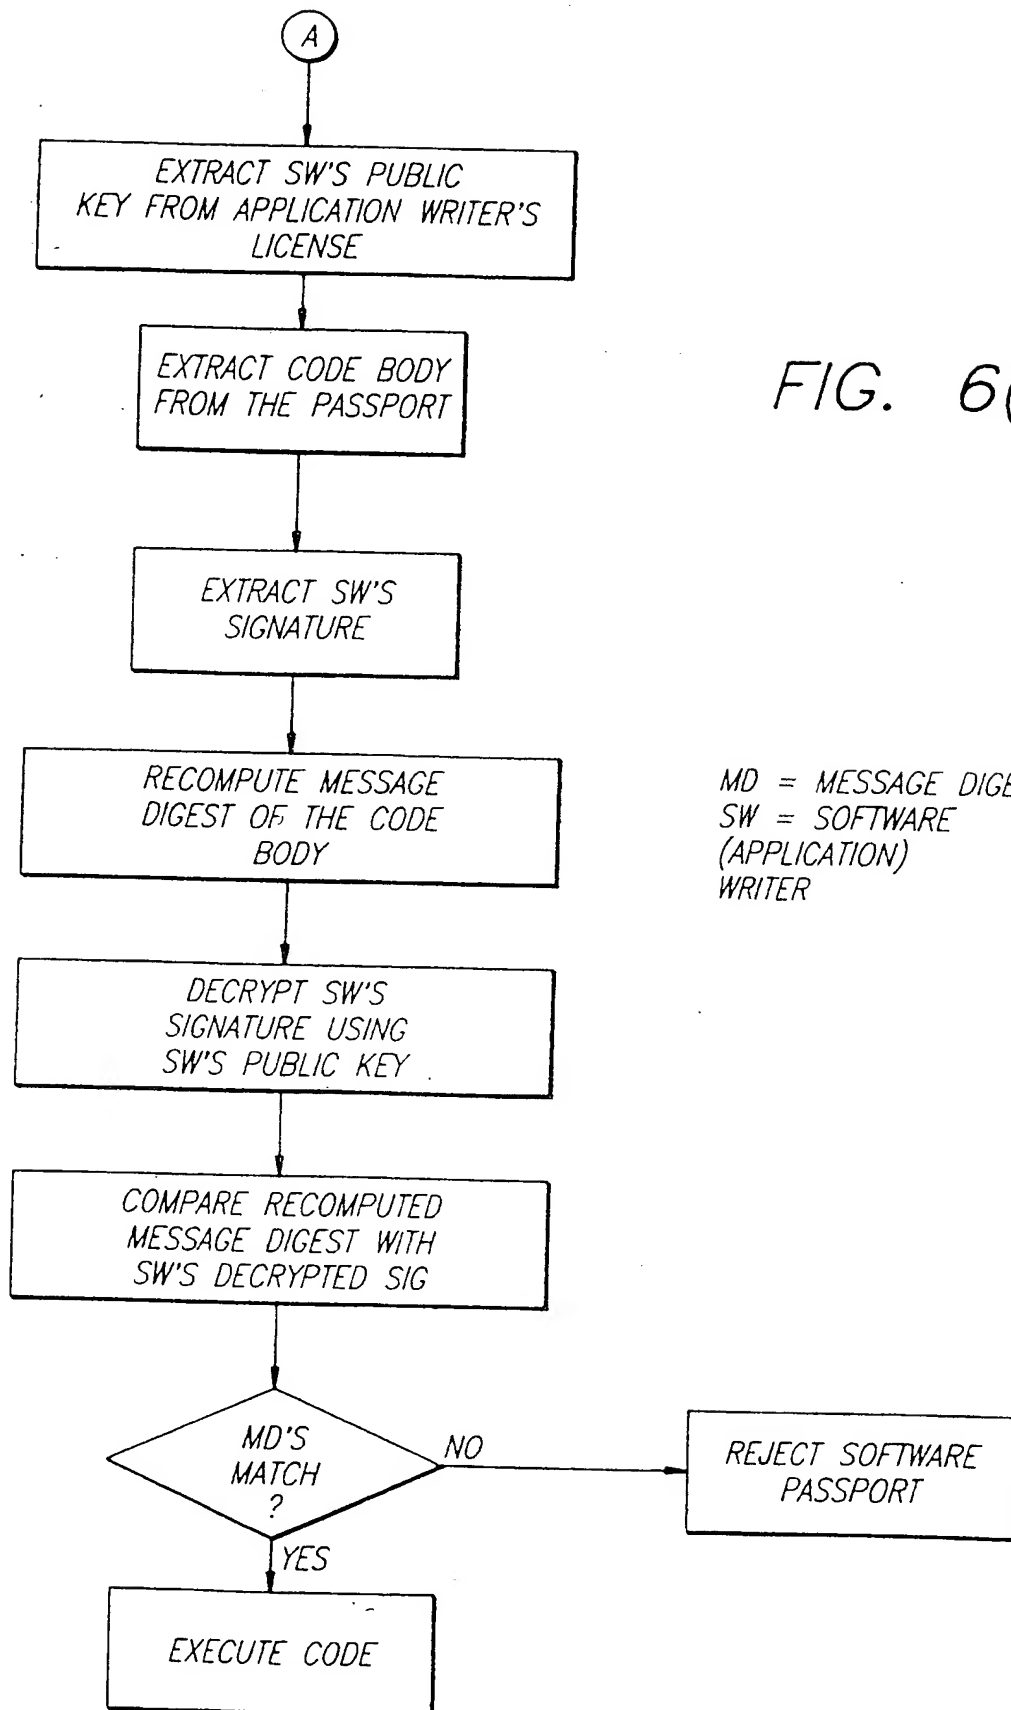 A
EXTRACT SW'S PUBLIC
KEY FROM APPLICATION WRITER'S
LICENSE
EXTRACT CODE BODY
FROM THE PASSPORT
FIG. 6(
EXTRACT SW'S
SIGNATURE
RECOMPUTE MESSAGE
DIGEST OF THE CODE
BODY
MD = MESSAGE DIGE
SW = SOFTWARE
(APPLICATION)
WRITER
DECRYPT SW'S
SIGNATURE USING
SW'S PUBLIC KEY
COMPARE RECOMPUTED
MESSAGE DIGEST WITH
SW'S DECRYPTED SIG
MD'S
MATCH
?
NO
REJECT SOFTWARE
PASSPORT
YES
EXECUTE CODE